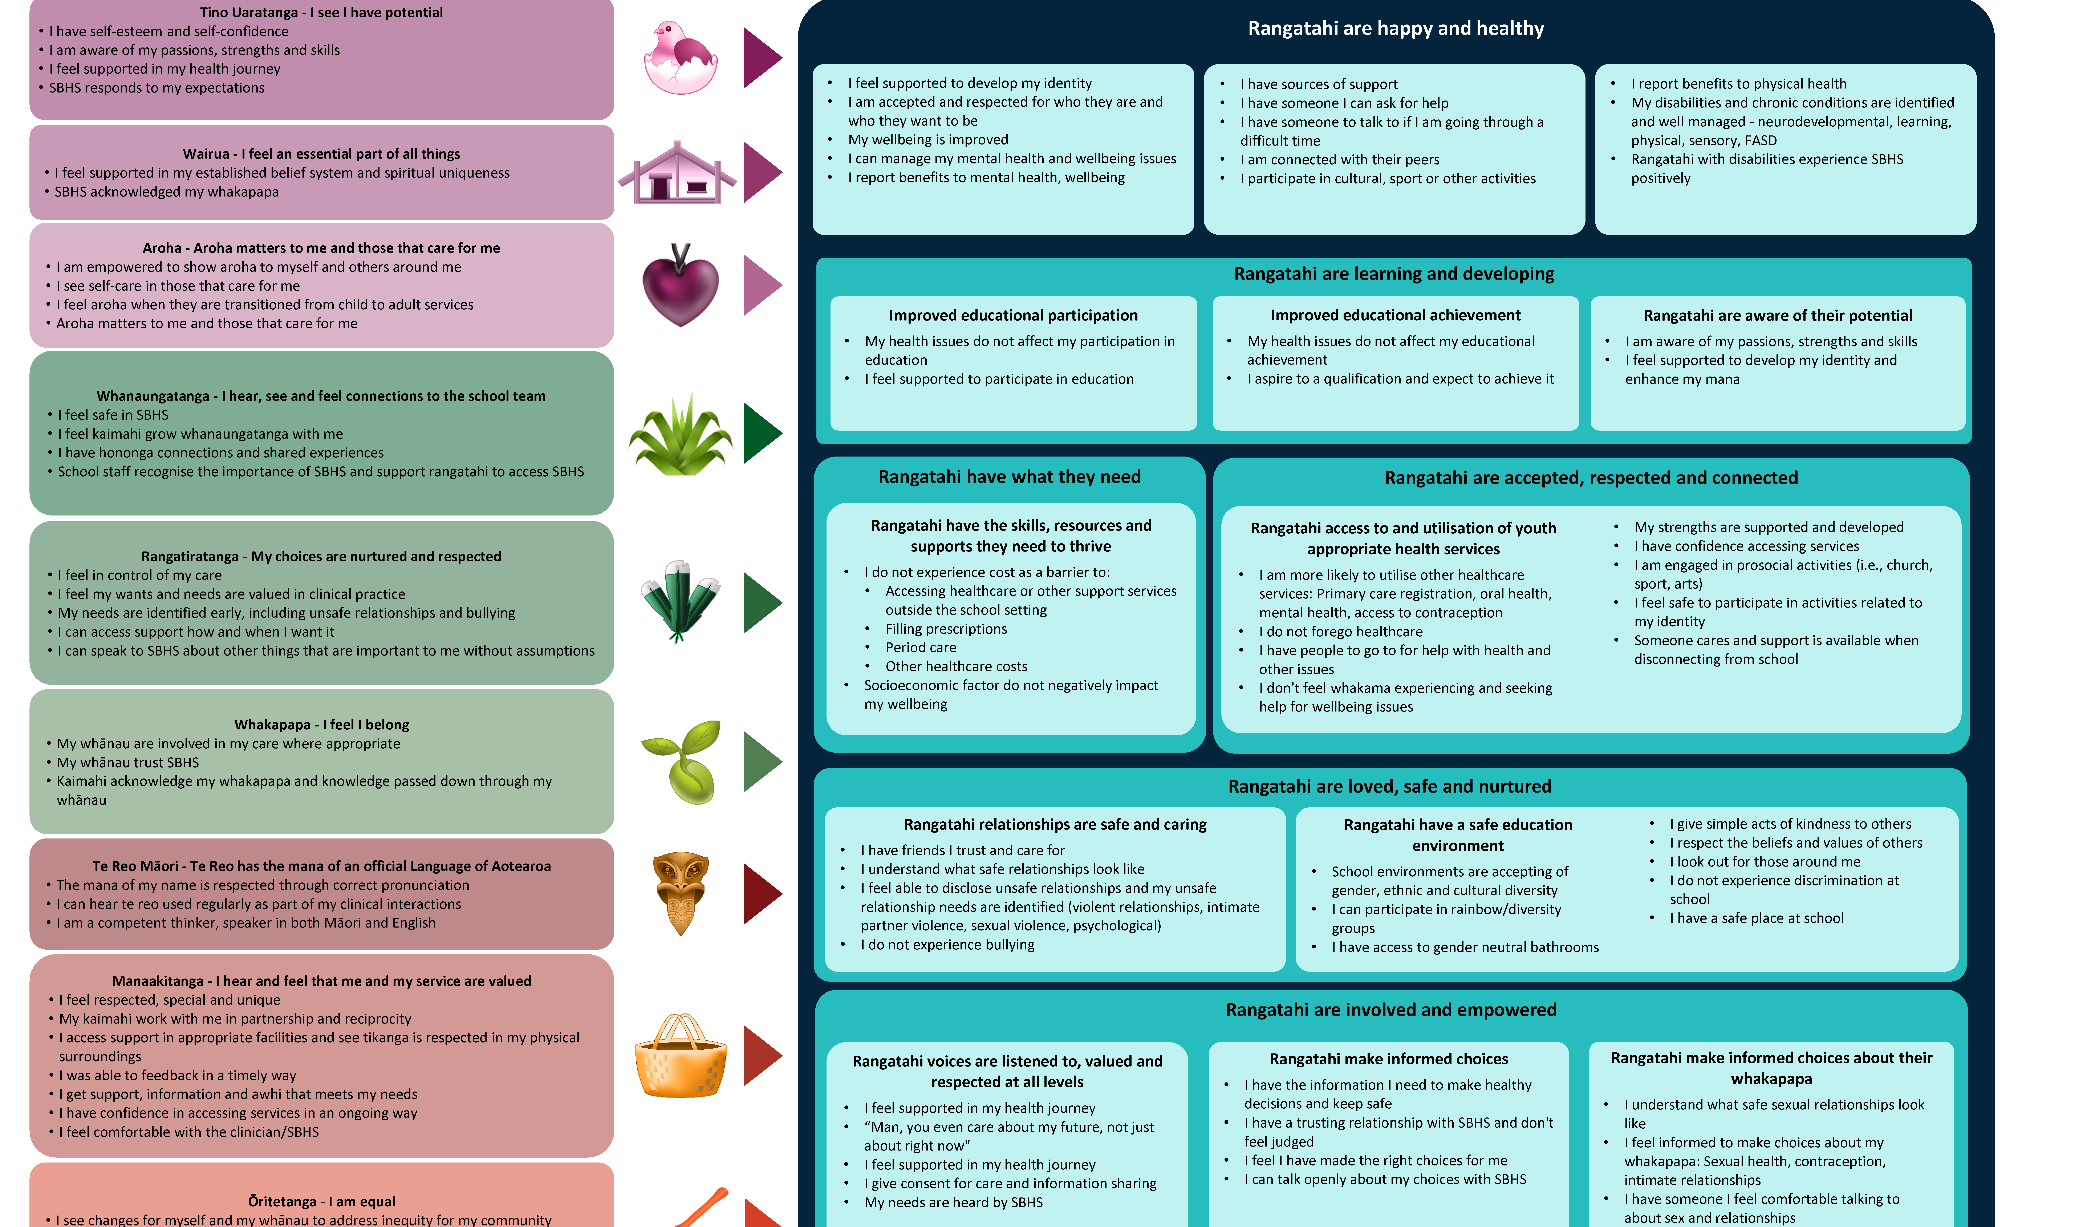 Tino Uaratanga - I see I have potential
• I have self-esteem and self-confidence
• I am aware of my passions, strengths and skills
• I feel supported in my health journey
• SBHS responds to my expectations
Wairua - I feel an essential part of all things
• I feel supported in my established belief system and spiritual uniqueness
• SBHS acknowledged my whakapapa
Aroha - Aroha matters to me and those that care for me
• I am empowered to show aroha to myself and others around me
• I see self-care in those that care for me
• I feel aroha when they are transitioned from child to adult services
• Aroha matters to me and those that care for me
Whanaungatanga - I hear, see and feel connections to the school team
• I feel safe in SBHS
• I feel kaimahi grow whanaungatanga with me
• I have hononga connections and shared experiences
• School staff recognise the importance of SBHS and support rangatahi to access SBHS
Rangatiratanga - My choices are nurtured and respected
• I feel in control of my care
• I feel my wants and needs are valued in clinical practice
• My needs are identified early, including unsafe relationships and bullying
• I can access support how and when I want it
• I can speak to SBHS about other things that are important to me without assumptions
Whakapapa - I feel I belong
• My whānau are involved in my care where appropriate
• My whānau trust SBHS
• Kaimahi acknowledge my whakapapa and knowledge passed down through my
whānau
Te Reo Māori - Te Reo has the mana of an official Language of Aotearoa
• The mana of my name is respected through correct pronunciation
• I can hear te reo used regularly as part of my clinical interactions
• I am a competent thinker, speaker in both Māori and English
Manaakitanga - I hear and feel that me and my service are valued
• I feel respected, special and unique
• My kaimahi work with me in partnership and reciprocity
• I access support in appropriate facilities and see tikanga is respected in my physical
surroundings
• I was able to feedback in a timely way
• I get support, information and awhi that meets my needs
• I have confidence in accessing services in an ongoing way
• I feel comfortable with the clinician/SBHS
Ōritetanga - I am equal
• I see changes for myself and my whānau to address inequity for my community
Rangatahi are happy and healthy
• I feel supported to develop my identity
• I am accepted and respected for who they are and
who they want to be
• My wellbeing is improved
• I can manage my mental health and wellbeing issues
• I report benefits to mental health, wellbeing
• I have sources of support
• I have someone I can ask for help
• I have someone to talk to if I am going through a
difficult time
• I am connected with their peers
• I participate in cultural, sport or other activities
• I report benefits to physical health
• My disabilities and chronic conditions are identified
and well managed - neurodevelopmental, learning,
physical, sensory, FASD
• Rangatahi with disabilities experience SBHS
positively
Rangatahi are learning and developing
Improved educational participation
• My health issues do not affect my participation in
education
• I feel supported to participate in education
Improved educational achievement
• My health issues do not affect my educational
achievement
• I aspire to a qualification and expect to achieve it
Rangatahi are aware of their potential
• I am aware of my passions, strengths and skills
• I feel supported to develop my identity and
enhance my mana
Rangatahi have what they need
Rangatahi have the skills, resources and
supports they need to thrive
• I do not experience cost as a barrier to:
• Accessing healthcare or other support services
outside the school setting
• Filling prescriptions
• Period care
• Other healthcare costs
• Socioeconomic factor do not negatively impact
my wellbeing
Rangatahi are accepted, respected and connected
Rangatahi access to and utilisation of youth
appropriate health services
• I am more likely to utilise other healthcare
services: Primary care registration, oral health,
mental health, access to contraception
• I do not forego healthcare
• I have people to go to for help with health and
other issues
• I don't feel whakama experiencing and seeking
help for wellbeing issues
• My strengths are supported and developed
• I have confidence accessing services
• I am engaged in prosocial activities (i.e., church,
sport, arts)
• I feel safe to participate in activities related to
my identity
• Someone cares and support is available when
disconnecting from school
Rangatahi are loved, safe and nurtured
Rangatahi relationships are safe and caring
• I have friends I trust and care for
• I understand what safe relationships look like
• I feel able to disclose unsafe relationships and my unsafe
relationship needs are identified (violent relationships, intimate
partner violence, sexual violence, psychological)
• I do not experience bullying
Rangatahi have a safe education
environment
• School environments are accepting of
gender, ethnic and cultural diversity
• I can participate in rainbow/diversity
groups
• I have access to gender neutral bathrooms
• I give simple acts of kindness to others
• I respect the beliefs and values of others
• I look out for those around me
• I do not experience discrimination at
school
• I have a safe place at school
Rangatahi are involved and empowered
Rangatahi voices are listened to, valued and
respected at all levels
• I feel supported in my health journey
• “Man, you even care about my future, not just
about right now"
• I feel supported in my health journey
• I give consent for care and information sharing
• My needs are heard by SBHS
Rangatahi make informed choices
• I have the information I need to make healthy
decisions and keep safe
• I have a trusting relationship with SBHS and don't
feel judged
• I feel I have made the right choices for me
• I can talk openly about my choices with SBHS
Rangatahi make informed choices about their
whakapapa
• I understand what safe sexual relationships look
like
• I feel informed to make choices about my
whakapapa: Sexual health, contraception,
intimate relationships
• I have someone I feel comfortable talking to
about sex and relationships